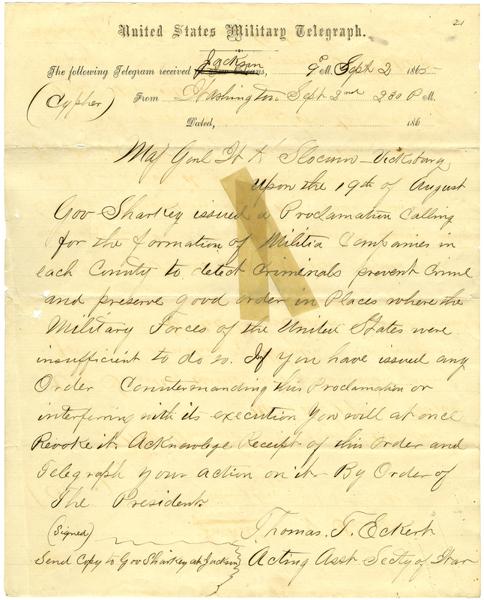 21
United States Military Telegraph.
Jackson
The following Telegram received New Orleans, 9 P M. Sept 2 1865
(Cypher) From Washington Sept 2nd 2 30 P M.
Dated, 186
Maj Genl H W Slocum - Vicksburg
Upon the 19th of August
Gov Sharkey issued a Proclamation Calling
for the formation of Militia Companies in
each County to detect Criminals prevent Crime
and preserve good order in Places where the
Military Forces of the United States were
insufficient to do so. If you have issued any
Order Countermanding this Proclamation or
interfering with its execution You will at once
Revoke it. Acknowlege Receipt of this Order and
Telegraph your action on it. By Order of
The President
(Signed) Thomas. T. Eckert
Send Copy to Gov Sharkey at Jackson } Acting Asst Secty of War